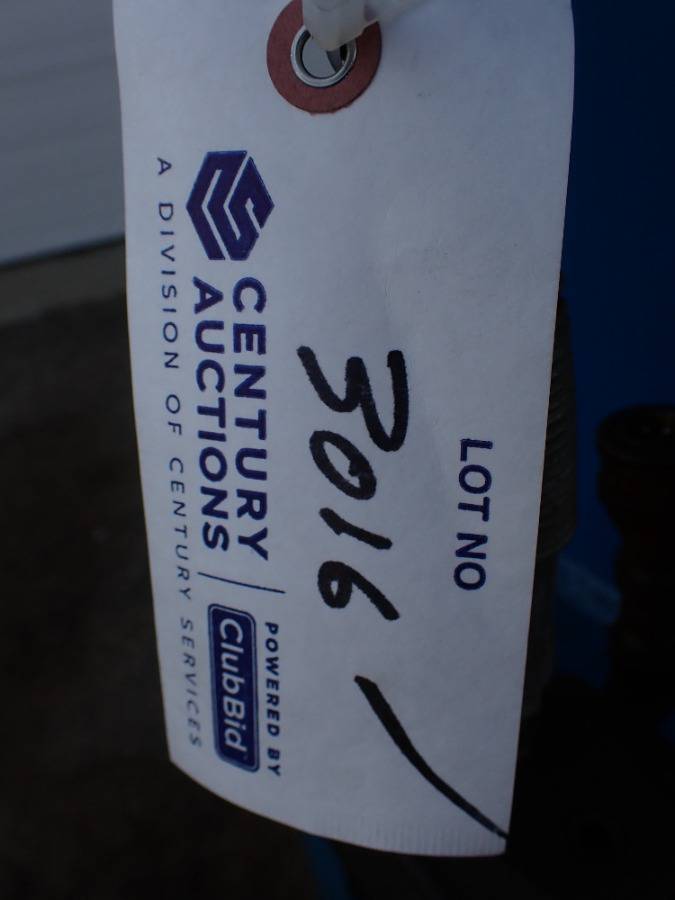 LOT NO
3016
CENTURY
AUCTIONS
POWERED BY
ClubBid
A DIVISION OF CENTURY SERVICES